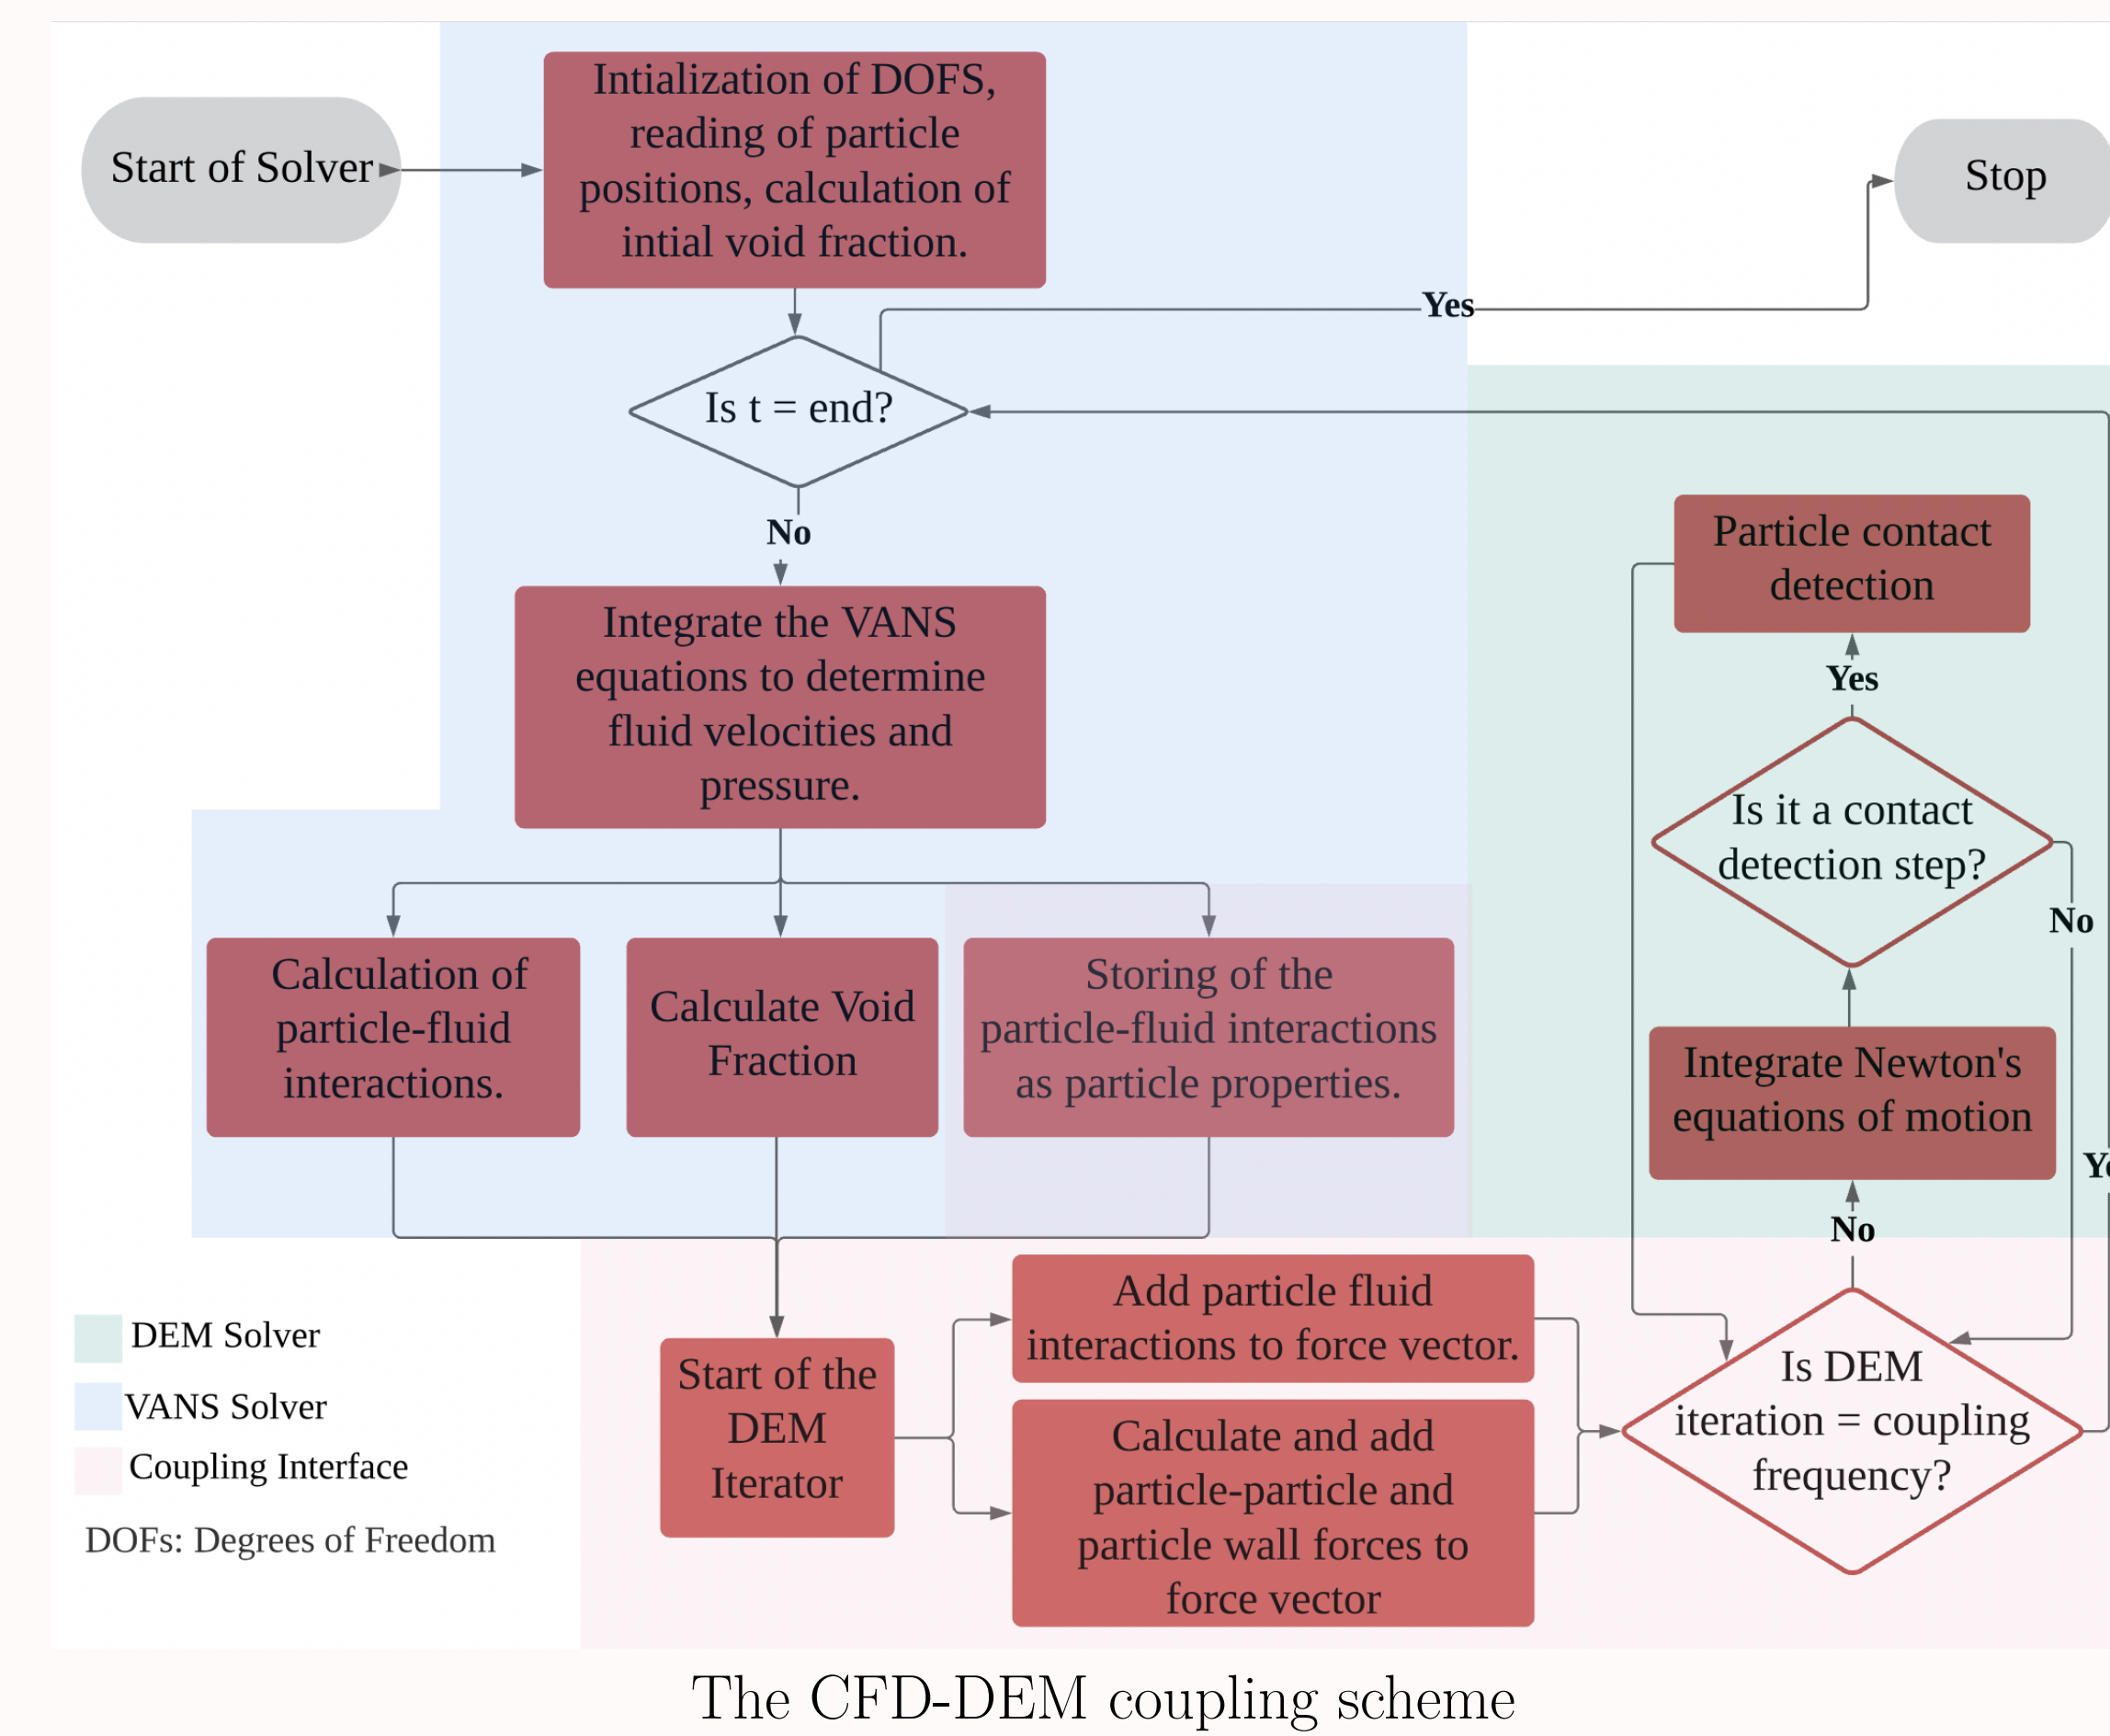 Start of Solver
Intialization of DOFS,
reading of particle
positions, calculation of
intial void fraction.
Stop
Yes
Is t = end?
No
Integrate the VANS
equations to determine
fluid velocities and
pressure.
Particle contact
detection
Yes
Is it a contact
detection step?
No
Calculation of
particle-fluid
interactions.
Calculate Void
Fraction
Storing of the
particle-fluid interactions
as particle properties.
Integrate Newton's
equations of motion
No
Add particle fluid
interactions to force vector.
Start of the
DEM
Iterator
Calculate and add
particle-particle and
particle wall forces to
force vector
Is DEM
iteration = coupling
frequency?
DEM Solver
VANS Solver
Coupling Interface
DOFs: Degrees of Freedom
The CFD-DEM coupling scheme